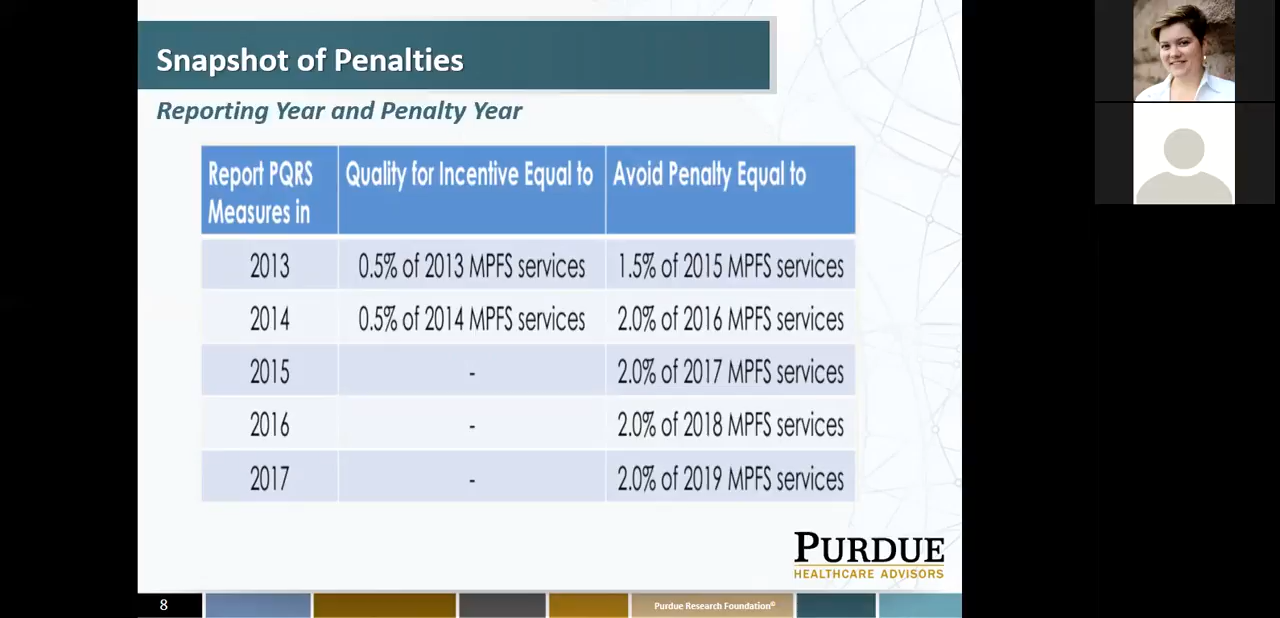 Snapshot of Penalties
Reporting Year and Penalty Year
Report PQRS Measures in Quality for Incentive Equal to Avoid Penalty Equal to
2013 0.5% of 2013 MPFS services 1.5% of 2015 MPFS services
2014 0.5% of 2014 MPFS services 2.0% of 2016 MPFS services
2015 - 2.0% of 2017 MPFS services
2016 - 2.0% of 2018 MPFS services
2017 - 2.0% of 2019 MPFS services
PURDUE
HEALTHCARE ADVISORS
8 Purdue Research Foundation©